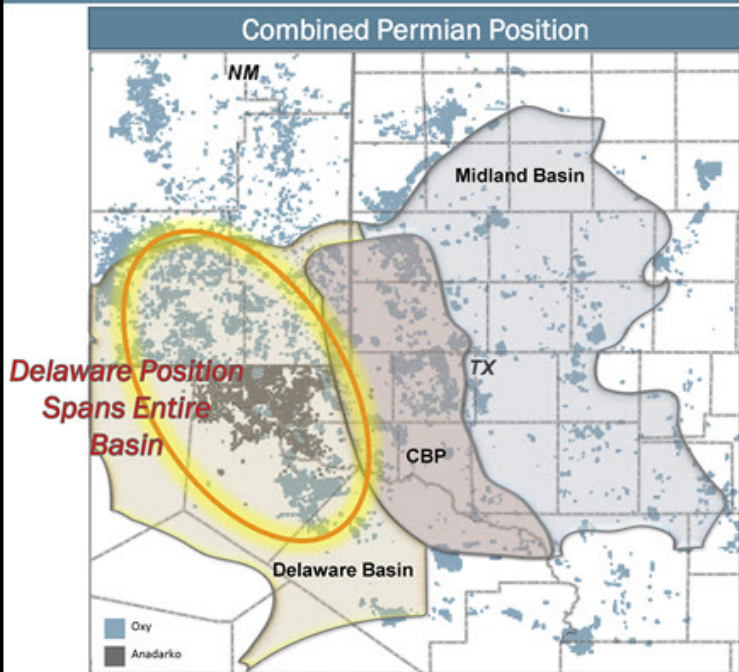 Combined Permian Position
NM
Midland Basin
Delaware Position
Spans Entire
Basin
TX
CBP
Delaware Basin
Oxy
Anadarko